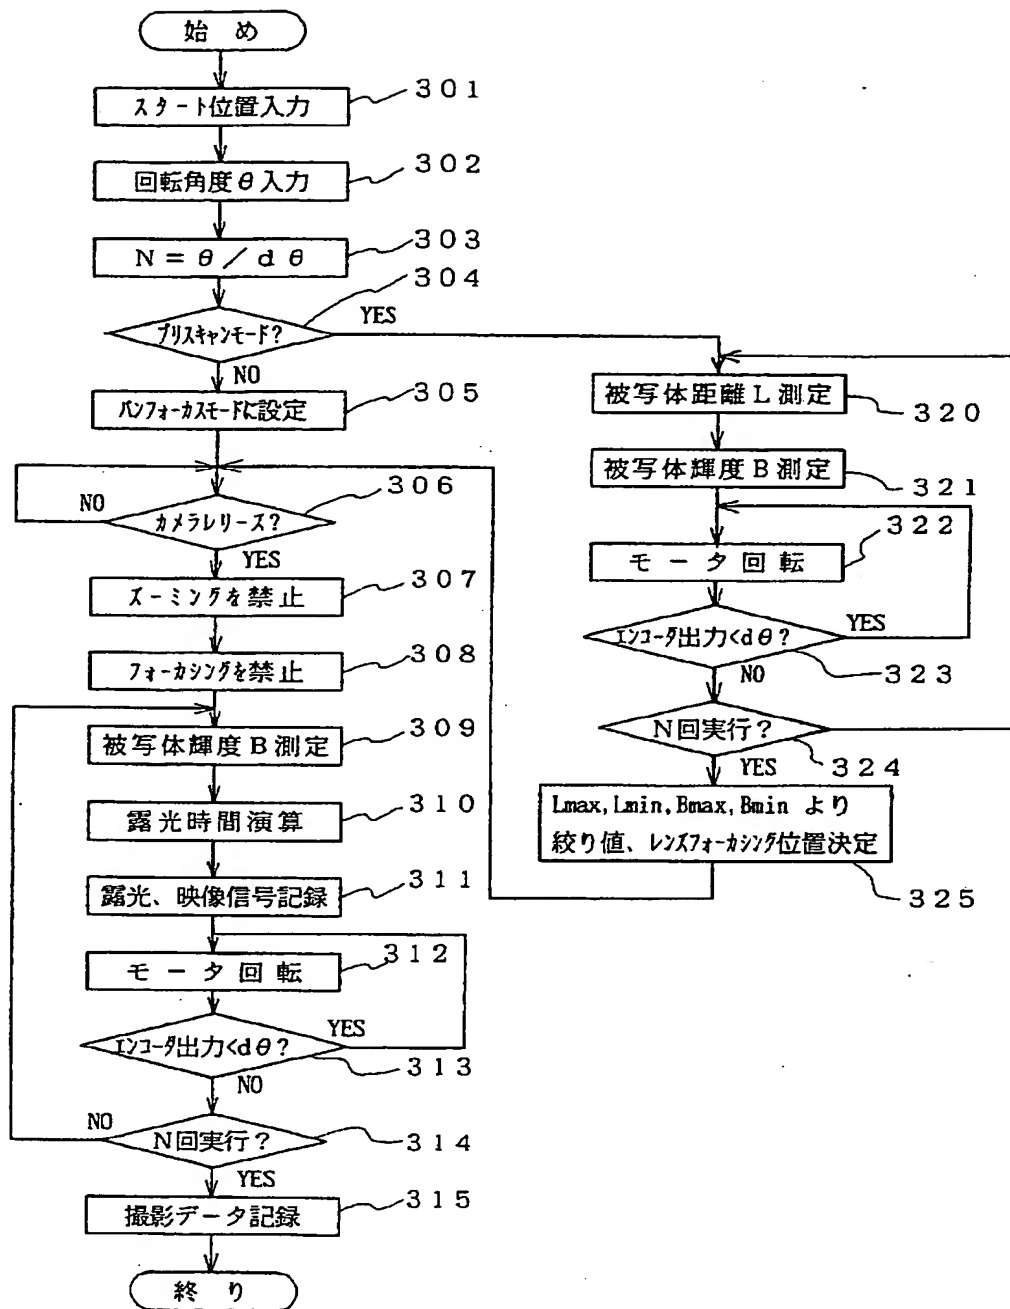 始 め
スタート位置入力
301
回転角度θ入力
302
N=θ/dθ
303
プリスキャンモード?
304
YES
NO
パンフォーカスモードに設定
305
カメラレリーズ?
306
NO
YES
ズーミングを禁止
307
フォーカシングを禁止
308
被写体輝度B測定
309
露光時間演算
310
露光、映像信号記録
311
モータ回転
312
エンコーダ出力<dθ?
313
YES
NO
N回実行?
314
NO
YES
撮影データ記録
315
終 り
被写体距離L測定
320
被写体輝度B測定
321
モータ回転
322
エンコーダ出力<dθ?
323
YES
NO
N回実行?
324
YES
Lmax,Lmin,Bmax,Bmin より
絞り値、レンズフォーカシング位置決定
325